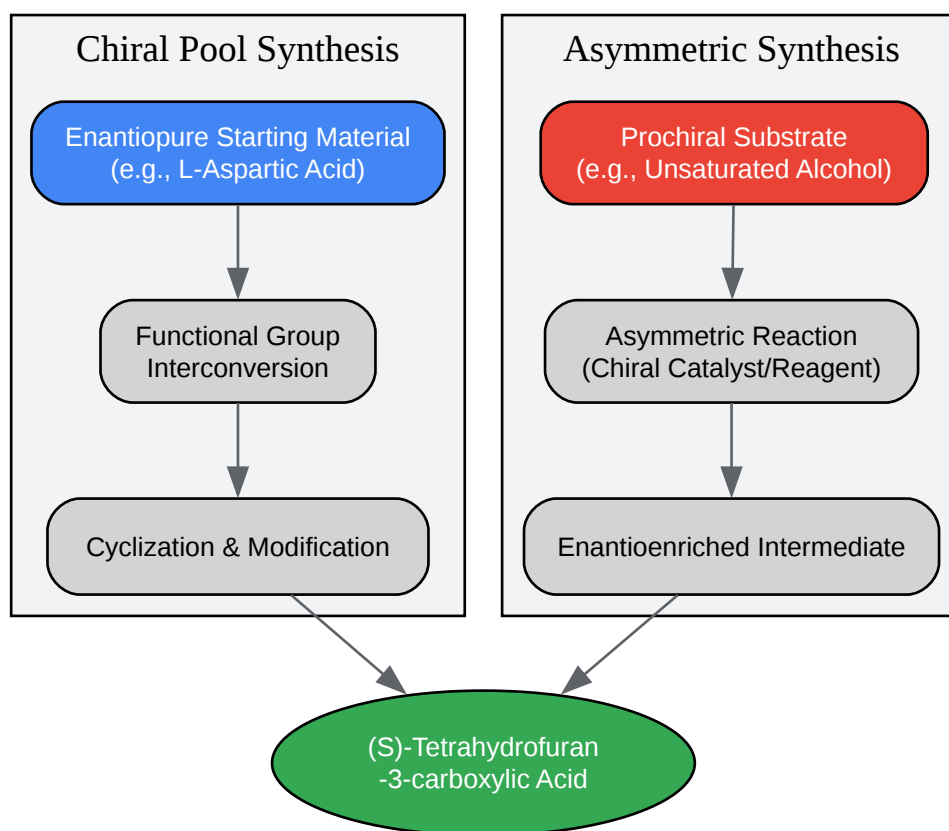 Chiral Pool Synthesis
Enantiopure Starting Material
(e.g., L-Aspartic Acid)
Functional Group
Interconversion
Cyclization & Modification
Asymmetric Synthesis
Prochiral Substrate
(e.g., Unsaturated Alcohol)
Asymmetric Reaction
(Chiral Catalyst/Reagent)
Enantioenriched Intermediate
(S)-Tetrahydrofuran
-3-carboxylic Acid